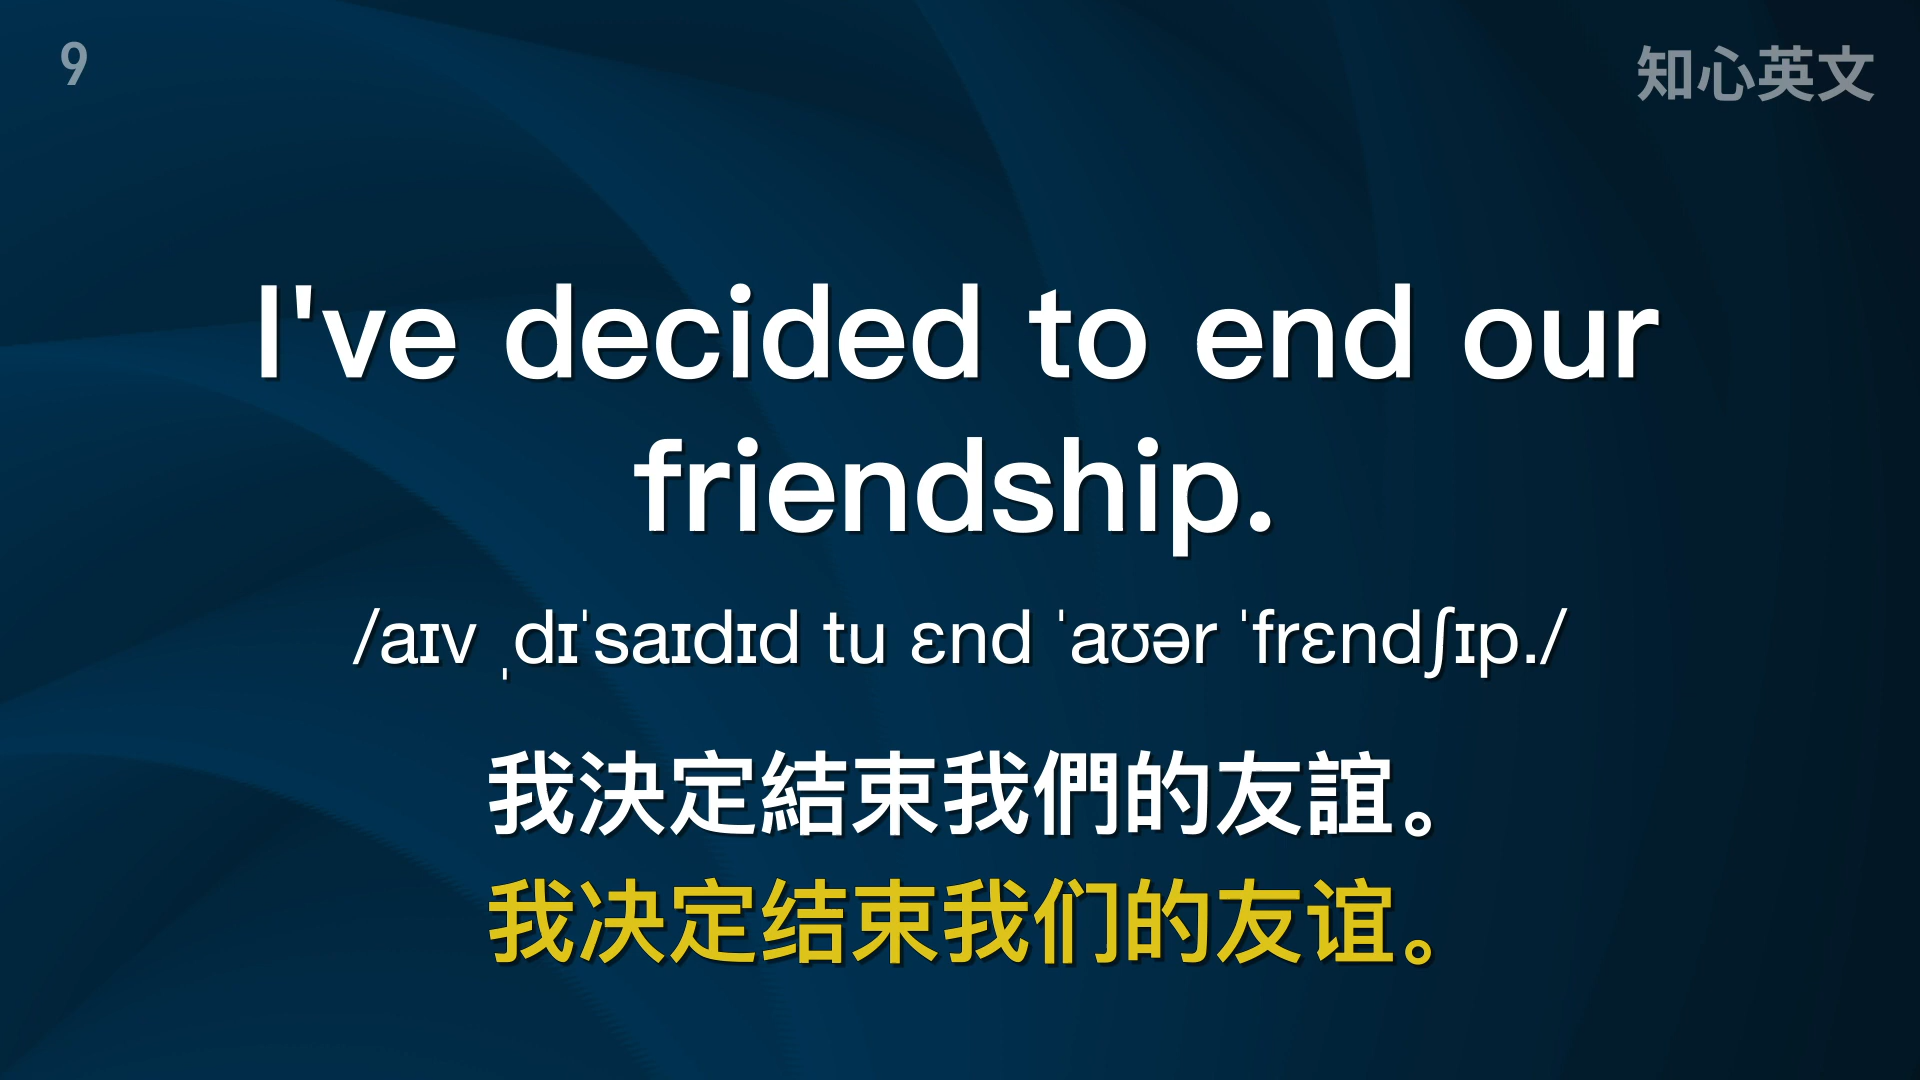 9
知心英文
I've decided to end our
friendship.
/aɪv ˌdɪˈsaɪdɪd tu ɛnd ˈaʊər ˈfrɛndʃɪp./
我決定結束我們的友誼。
我决定结束我们的友谊。